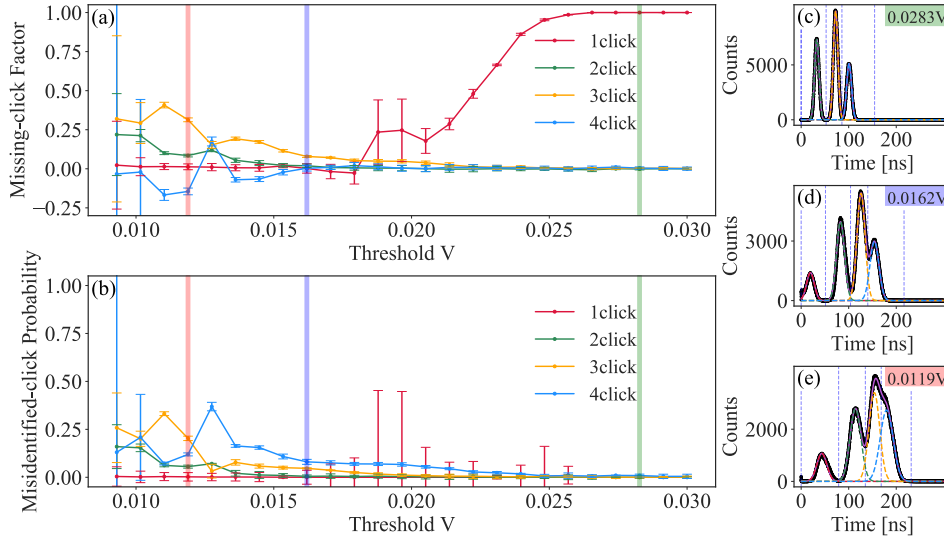 (a)
Missing-click Factor
1.00
0.75
0.50
0.25
0.00
−0.25
1click
2click
3click
4click
0.010
0.015
0.020
0.025
0.030
Threshold V
(b)
Misidentified-click Probability
1.00
0.75
0.50
0.25
0.00
1click
2click
3click
4click
0.010
0.015
0.020
0.025
0.030
Threshold V
(c)
0.0283V
Counts
5000
0
0
100
200
Time [ns]
(d)
0.0162V
Counts
3000
0
0
100
200
Time [ns]
(e)
0.0119V
Counts
2000
0
0
100
200
Time [ns]